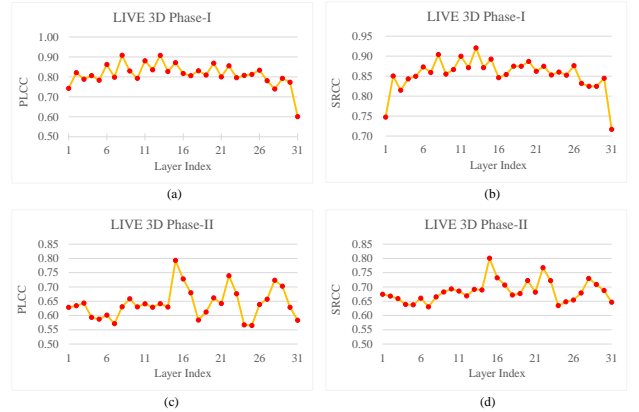 LIVE 3D Phase-I
PLCC
1.00
0.90
0.80
0.70
0.60
0.50
1 6 11 16 21 26 31
Layer Index
(a)
LIVE 3D Phase-I
SRCC
0.95
0.90
0.85
0.80
0.75
0.70
1 6 11 16 21 26 31
Layer Index
(b)
LIVE 3D Phase-II
PLCC
0.85
0.80
0.75
0.70
0.65
0.60
0.55
0.50
1 6 11 16 21 26 31
Layer Index
(c)
LIVE 3D Phase-II
SRCC
0.85
0.80
0.75
0.70
0.65
0.60
0.55
0.50
1 6 11 16 21 26 31
Layer Index
(d)